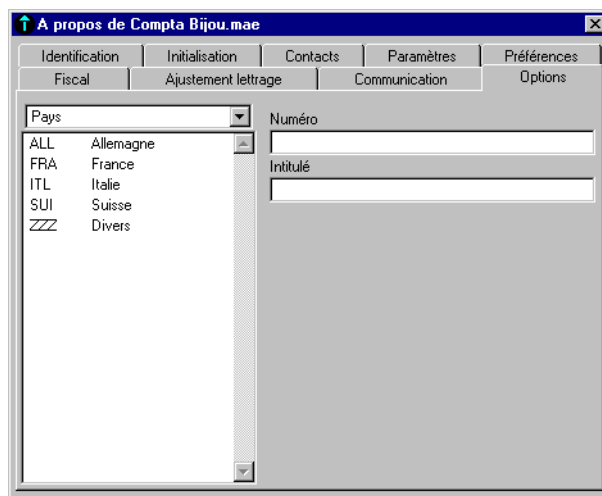 A propos de Compta Bijou.mae
Identification Initialisation Contacts Paramètres Préférences
Fiscal Ajustement lettrage Communication Options
Pays
Numéro
ALL Allemagne
FRA France
Intitulé
ITL Italie
SUI Suisse
ZZZ Divers